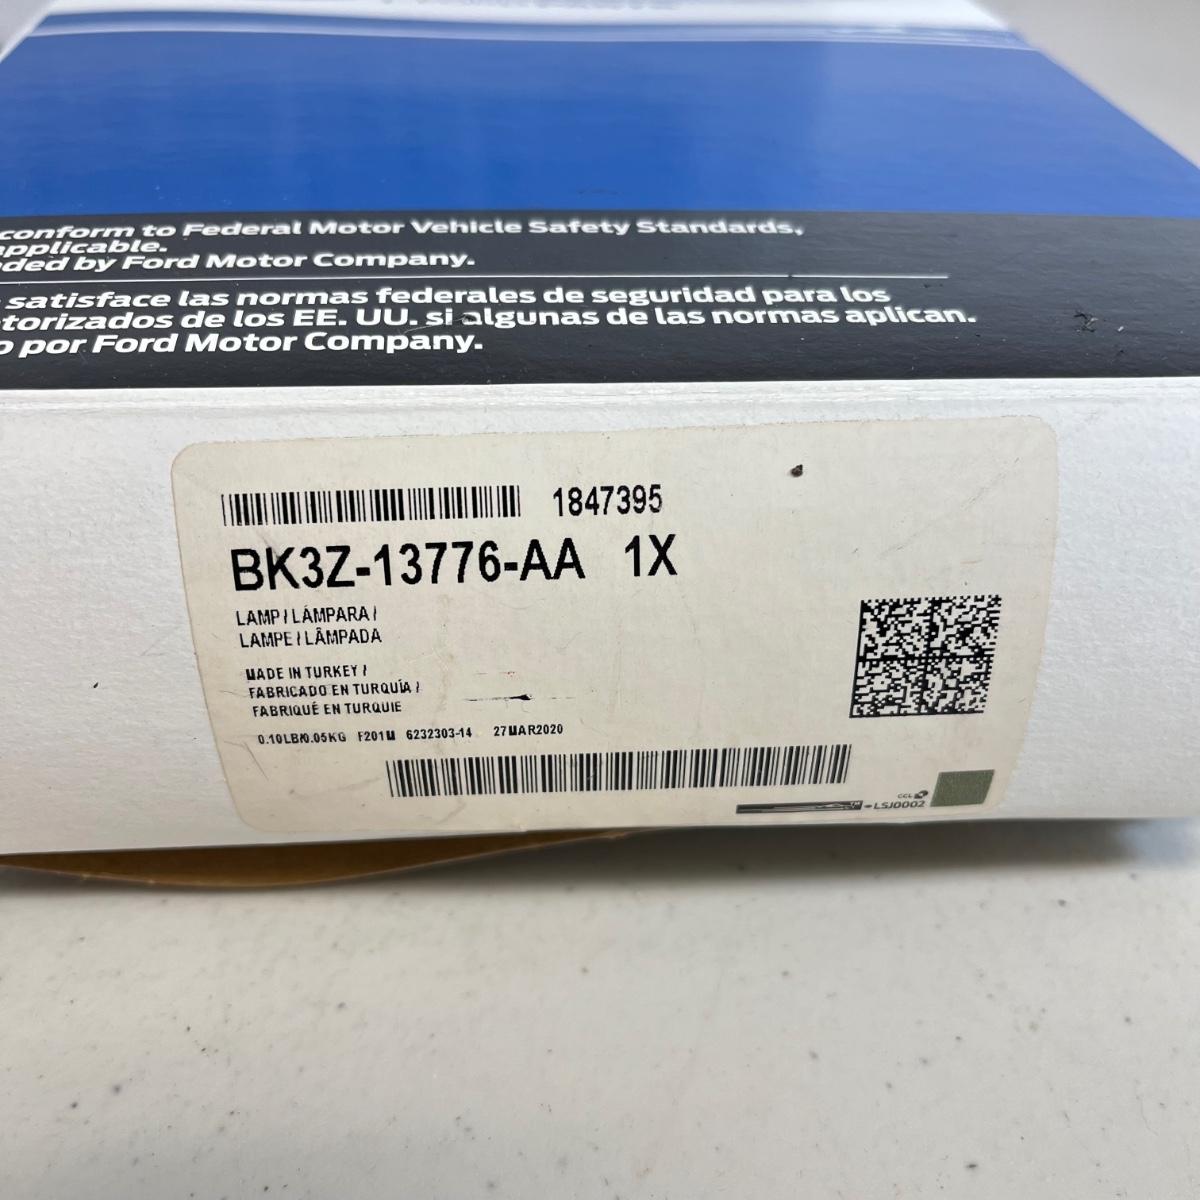 conform to Federal Motor Vehicle Safety Standards,
applicable.
ded by Ford Motor Company.
satisface las normas federales de seguridad para los
torizados de los EE. UU. si algunas de las normas aplican.
o por Ford Motor Company.
1847395
BK3Z-13776-AA 1X
LAMP / LÁMPARA /
LAMPE / LÂMPADA
MADE IN TURKEY /
FABRICADO EN TURQUÍA /
FABRIQUÉ EN TURQUIE
0.10LB/0.05KG F201M 6232303-14 27MAR2020
CCL
TM
LSJ0002